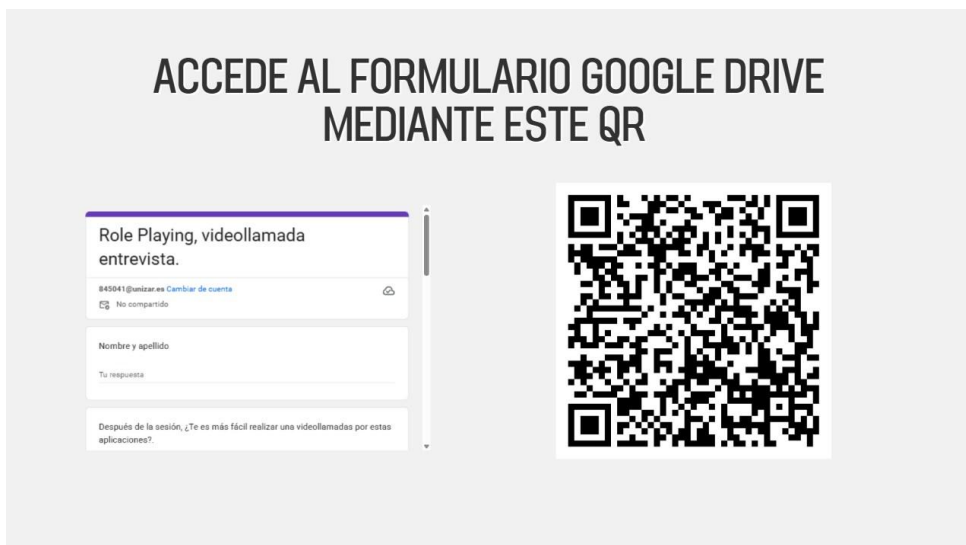 ACCEDE AL FORMULARIO GOOGLE DRIVE
MEDIANTE ESTE QR
Role Playing, videollamada
entrevista.
845041@unizar.es Cambiar de cuenta
No compartido
Nombre y apellido
Tu respuesta
Después de la sesión, ¿Te es más fácil realizar una videollamadas por estas
aplicaciones?.